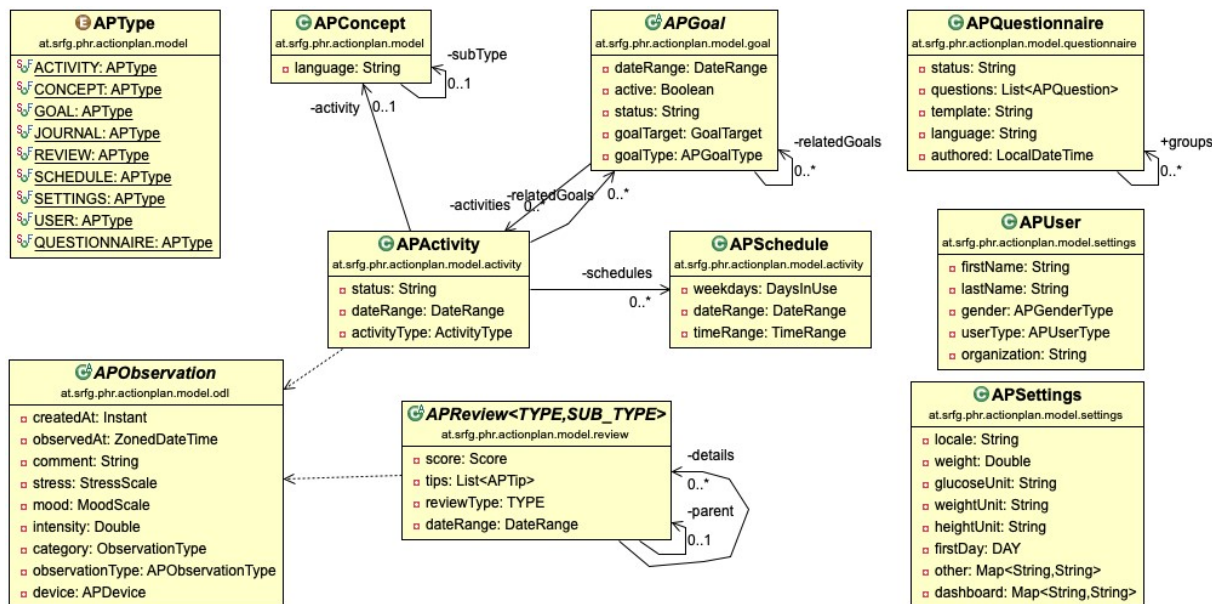 APType
at.srfg.phr.actionplan.model
ACTIVITY: APType
CONCEPT: APType
GOAL: APType
JOURNAL: APType
REVIEW: APType
SCHEDULE: APType
SETTINGS: APType
USER: APType
QUESTIONNAIRE: APType
APConcept
at.srfg.phr.actionplan.model
language: String
-subType
0..1
-activity
0..1
APGoal
at.srfg.phr.actionplan.model.goal
dateRange: DateRange
active: Boolean
status: String
goalTarget: GoalTarget
goalType: APGoalType
-relatedGoals
0..*
-relatedGoals
0..*
-activities
0..*
APQuestionnaire
at.srfg.phr.actionplan.model.questionnaire
status: String
questions: List<APQuestion>
template: String
language: String
authored: LocalDateTime
+groups
0..*
APActivity
at.srfg.phr.actionplan.model.activity
status: String
dateRange: DateRange
activityType: ActivityType
-schedules
0..*
APSchedule
at.srfg.phr.actionplan.model.activity
weekdays: DaysInUse
dateRange: DateRange
timeRange: TimeRange
APUser
at.srfg.phr.actionplan.model.settings
firstName: String
lastName: String
gender: APGenderType
userType: APUserType
organization: String
APObservation
at.srfg.phr.actionplan.model.odl
createdAt: Instant
observedAt: ZonedDateTime
comment: String
stress: StressScale
mood: MoodScale
intensity: Double
category: ObservationType
observationType: APObservationType
device: APDevice
APReview<TYPE,SUB_TYPE>
at.srfg.phr.actionplan.model.review
score: Score
tips: List<APTip>
reviewType: TYPE
dateRange: DateRange
-details
0..*
-parent
0..1
APSettings
at.srfg.phr.actionplan.model.settings
locale: String
weight: Double
glucoseUnit: String
weightUnit: String
heightUnit: String
firstDay: DAY
other: Map<String,String>
dashboard: Map<String,String>